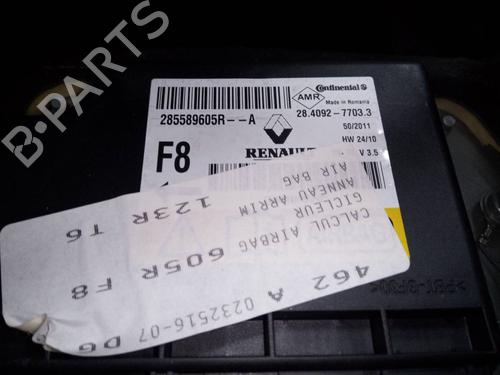 B-PARTS
Continental
AMR
Made in Romania
285589605R--A
28.4092-7703.3
50/2011
F8
RENAULT
HW 24/10
V 3.5
123R T6
AIR BAG
ANNEAU ARRIM
GICLEUR
CALCUL AIRBAG
605R F8
462 A 0232516-07 D6